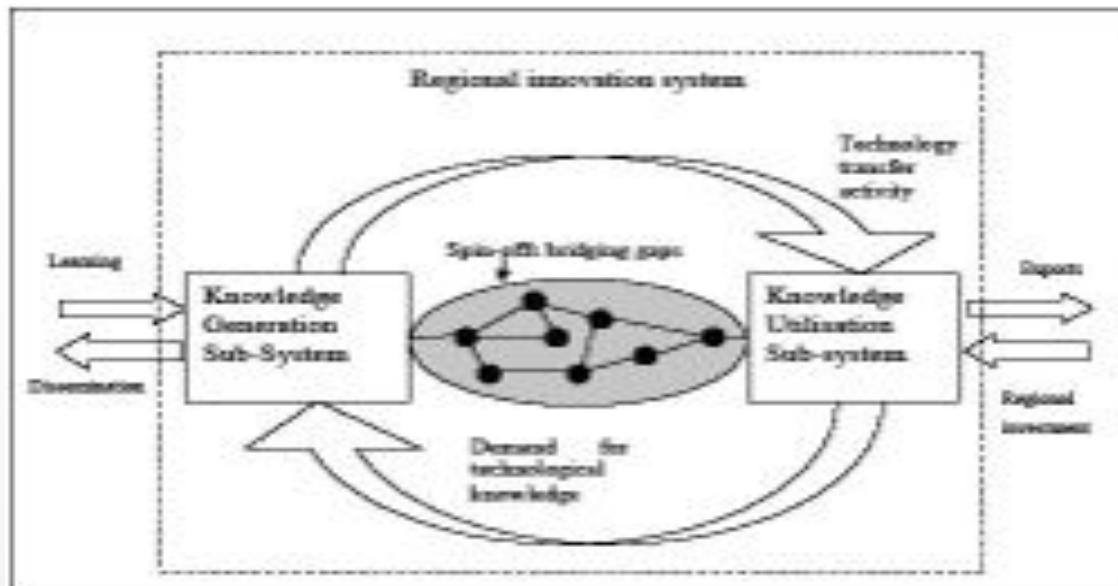 Regional innovation system
Technology
transfer
activity
Learning
Spin-offs bridging gaps
Exports
Knowledge
Generation
Sub-System
Knowledge
Utilisation
Sub-system
Dissemination
Regional
investment
Demand for
technological
knowledge